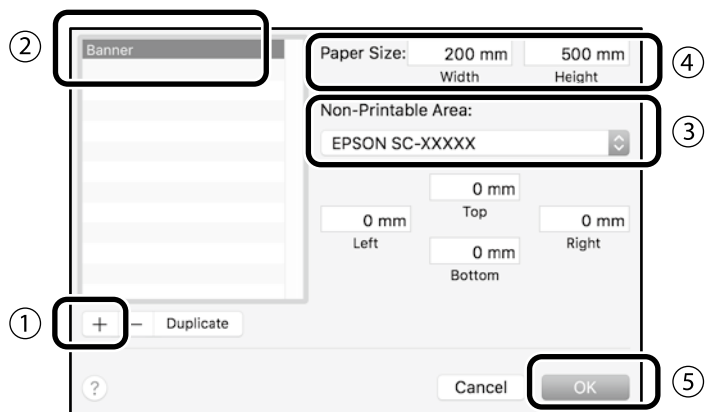 ②
Banner
Paper Size: 200 mm 500 mm
Width Height
④
Non-Printable Area:
EPSON SC-XXXXX
③
0 mm
Top
0 mm 0 mm
Left Right
0 mm
Bottom
①
+ − Duplicate
? Cancel OK
⑤